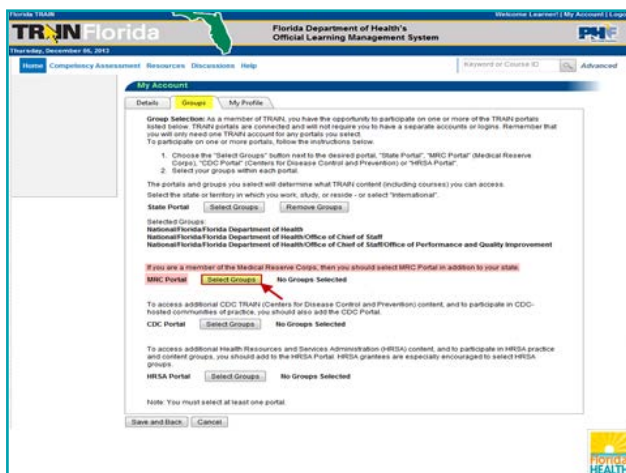 Florida TRAIN
Welcome Learner! | My Account | Logo
TRAIN Florida
Florida Department of Health's
Official Learning Management System
PHF
Thursday, December 05, 2013
Home Competency Assessment Resources Discussions Help
Keyword or Course ID
Advanced
My Account
Details Groups My Profile
Group Selection: As a member of TRAIN, you have the opportunity to participate on one or more of the TRAIN portals
listed below. TRAIN portals are connected and will not require you to have a separate accounts or logins. Remember that
you will only need one TRAIN account for any portals you select.
To participate on one or more portals, follow the instructions below.
1. Choose the "Select Groups" button next to the desired portal, "State Portal", "MRC Portal" (Medical Reserve
Corps), "CDC Portal" (Centers for Disease Control and Prevention) or "HRSA Portal".
2. Select your groups within each portal.
The portals and groups you select will determine what TRAIN content (including courses) you can access.
Select the state or territory in which you work, study, or reside - or select "International".
State Portal Select Groups Remove Groups
Selected Groups:
National/Florida/Florida Department of Health
National/Florida/Florida Department of Health/Office of Chief of Staff
National/Florida/Florida Department of Health/Office of Chief of Staff/Office of Performance and Quality Improvement
If you are a member of the Medical Reserve Corps, then you should select MRC Portal in addition to your state.
MRC Portal Select Groups No Groups Selected
To access additional CDC TRAIN (Centers for Disease Control and Prevention) content, and to participate in CDC-
hosted communities of practice, you should also add the CDC Portal.
CDC Portal Select Groups No Groups Selected
To access additional Health Resources and Services Administration (HRSA) content, and to participate in HRSA practice
and content groups, you should add to the HRSA Portal. HRSA grantees are especially encouraged to select HRSA
groups.
HRSA Portal Select Groups No Groups Selected
Note: You must select at least one portal.
Save and Back Cancel
Florida
HEALTH